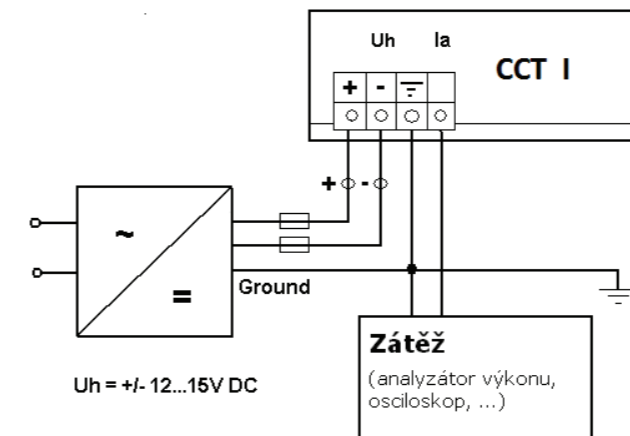 Uh Ia
CCT I
+ -
+ -
~
=
Ground
Uh = +/- 12...15V DC
Zátěž
(analyzátor výkonu,
osciloskop, ...)